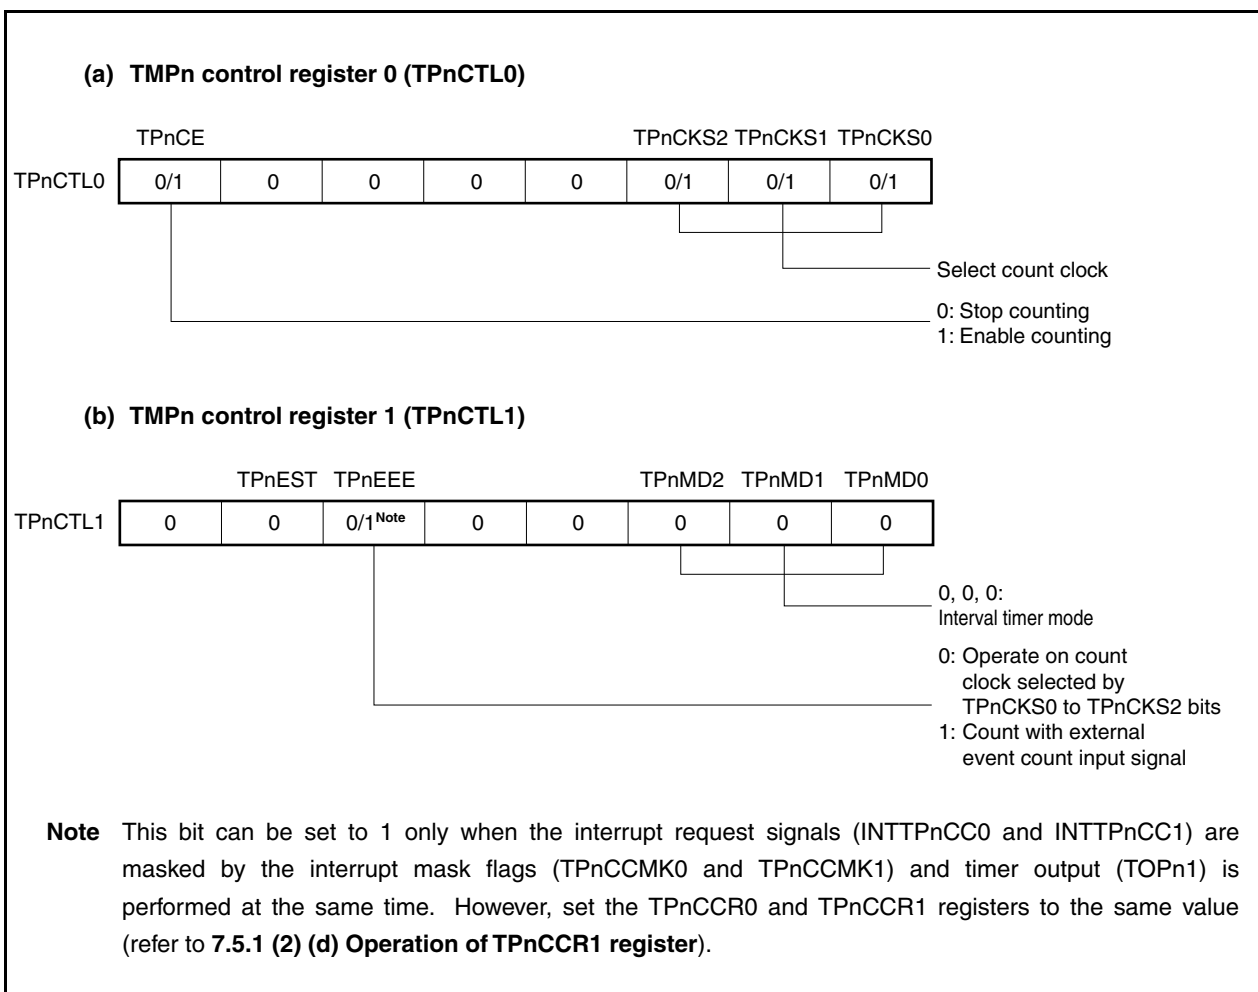 (a) TMPn control register 0 (TPnCTL0)
TPnCE TPnCKS2 TPnCKS1 TPnCKS0
TPnCTL0 0/1 0 0 0 0 0/1 0/1 0/1
Select count clock
0: Stop counting
1: Enable counting
(b) TMPn control register 1 (TPnCTL1)
TPnEST TPnEEE TPnMD2 TPnMD1 TPnMD0
TPnCTL1 0 0 0/1Note 0 0 0 0 0
0, 0, 0:
Interval timer mode
0: Operate on count
clock selected by
TPnCKS0 to TPnCKS2 bits
1: Count with external
event count input signal
Note This bit can be set to 1 only when the interrupt request signals (INTTPnCC0 and INTTPnCC1) are
masked by the interrupt mask flags (TPnCCMK0 and TPnCCMK1) and timer output (TOPn1) is
performed at the same time. However, set the TPnCCR0 and TPnCCR1 registers to the same value
(refer to 7.5.1 (2) (d) Operation of TPnCCR1 register).